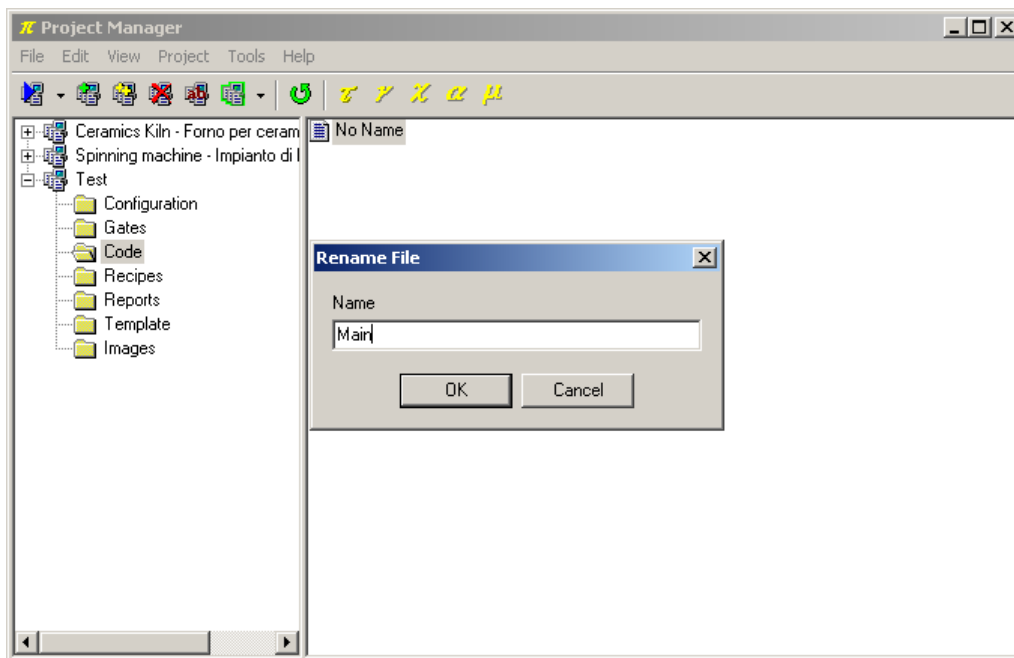 π Project Manager
File Edit View Project Tools Help
τ γ χ α μ
Ceramics Kiln - Forno per ceram
No Name
Spinning machine - Impianto di
Test
Configuration
Gates
Code
Recipes
Reports
Template
Images
Rename File
Name
Main
OK
Cancel